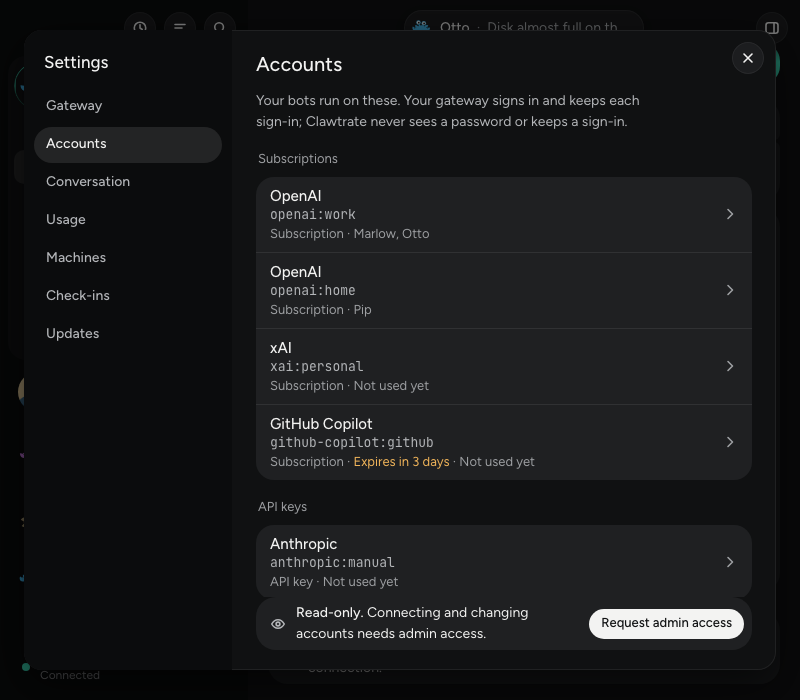 Otto · Disk almost full on th
Settings
Gateway
Accounts
Conversation
Usage
Machines
Check-ins
Updates
Accounts
Your bots run on these. Your gateway signs in and keeps each
sign-in; Clawtrate never sees a password or keeps a sign-in.
Subscriptions
OpenAI
openai:work
Subscription · Marlow, Otto
OpenAI
openai:home
Subscription · Pip
xAI
xai:personal
Subscription · Not used yet
GitHub Copilot
github-copilot:github
Subscription · Expires in 3 days · Not used yet
API keys
Anthropic
anthropic:manual
API key · Not used yet
Read-only. Connecting and changing
accounts needs admin access.
Request admin access
Connected